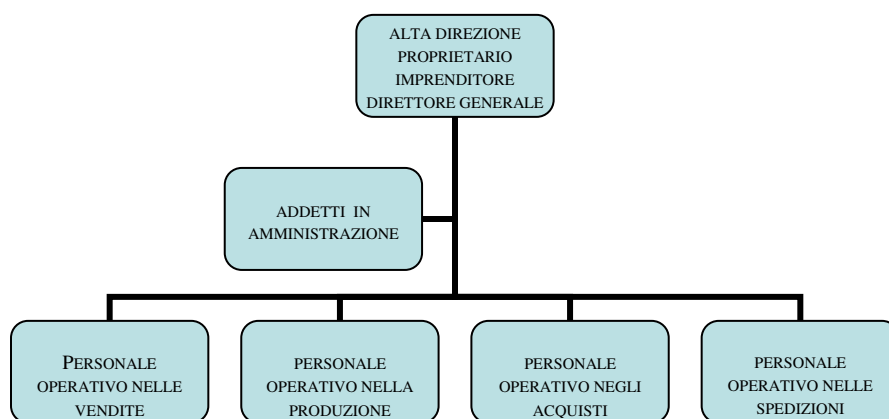 ALTA DIREZIONE
PROPRIETARIO
IMPRENDITORE
DIRETTORE GENERALE
ADDETTI IN
AMMINISTRAZIONE
PERSONALE
OPERATIVO NELLE
VENDITE
PERSONALE
OPERATIVO NELLA
PRODUZIONE
PERSONALE
OPERATIVO NEGLI
ACQUISTI
PERSONALE
OPERATIVO NELLE
SPEDIZIONI